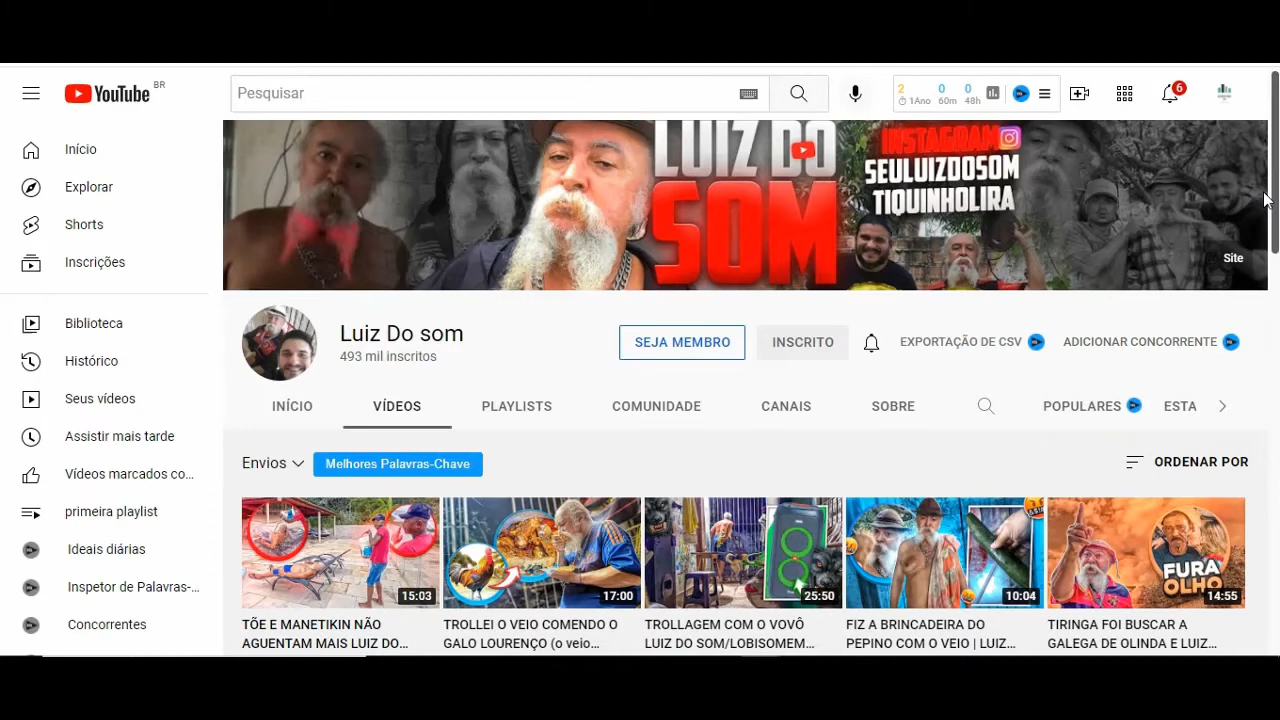 YouTube BR
Pesquisar
2 0 0
1Ano 60m 48h
6
Início
Explorar
Shorts
Inscrições
Biblioteca
Histórico
Seus vídeos
Assistir mais tarde
Vídeos marcados co...
primeira playlist
Ideais diárias
Inspetor de Palavras-...
Concorrentes
LUIZ DO
SOM
INSTAGRAM
SEULUIZDOSOM
TIQUINHOLIRA
Site
Luiz Do som
493 mil inscritos
SEJA MEMBRO
INSCRITO
EXPORTAÇÃO DE CSV
ADICIONAR CONCORRENTE
INÍCIO VÍDEOS PLAYLISTS COMUNIDADE CANAIS SOBRE POPULARES ESTA
Envios
Melhores Palavras-Chave
ORDENAR POR
15:03
17:00
25:50
10:04
FURA
OLHO
14:55
TÕE E MANETIKIN NÃO
AGUENTAM MAIS LUIZ DO...
TROLLEI O VEIO COMENDO O
GALO LOURENÇO (o veio...
TROLLAGEM COM O VOVÔ
LUIZ DO SOM/LOBISOMEM...
FIZ A BRINCADEIRA DO
PEPINO COM O VEIO | LUIZ...
TIRINGA FOI BUSCAR A
GALEGA DE OLINDA E LUIZ...